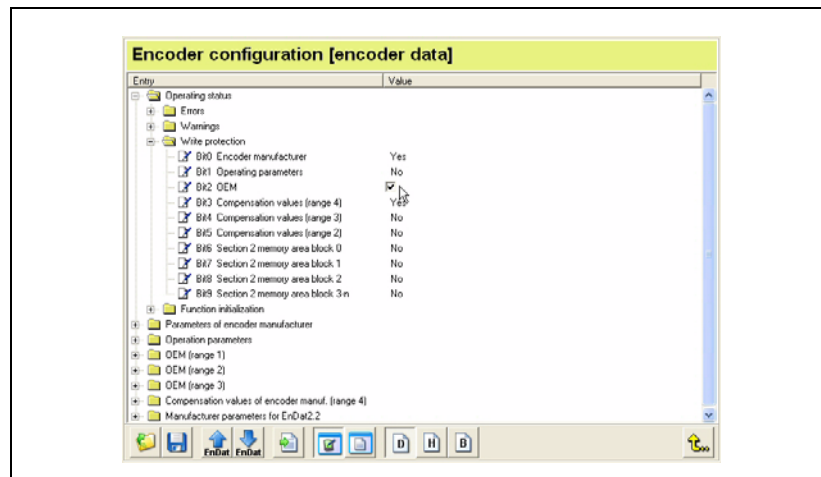 Encoder configuration [encoder data]
Entry Value
Operating status
Errors
Warnings
Write protection
Bit0 Encoder manufacturer Yes
Bit1 Operating parameters No
Bit2 OEM
Bit3 Compensation values (range 4) Yes
Bit4 Compensation values (range 3) No
Bit5 Compensation values (range 2) No
Bit6 Section 2 memory area block 0 No
Bit7 Section 2 memory area block 1 No
Bit8 Section 2 memory area block 2 No
Bit9 Section 2 memory area block 3-n No
Function initialization
Parameters of encoder manufacturer
Operation parameters
OEM (range 1)
OEM (range 2)
OEM (range 3)
Compensation values of encoder manuf. (range 4)
Manufacturer parameters for EnDat2.2
EnDat EnDat D H B